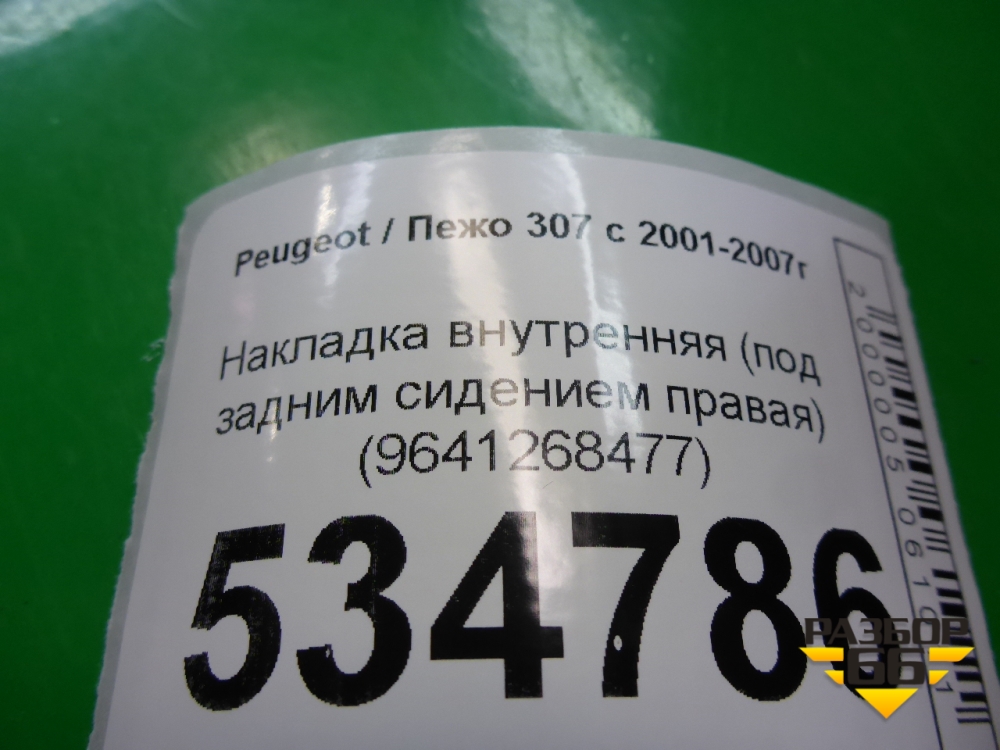 Peugeot / Пежо 307 с 2001-2007г
Накладка внутренняя (под
задним сидением правая)
(9641268477)
534786
РАЗБОР
66